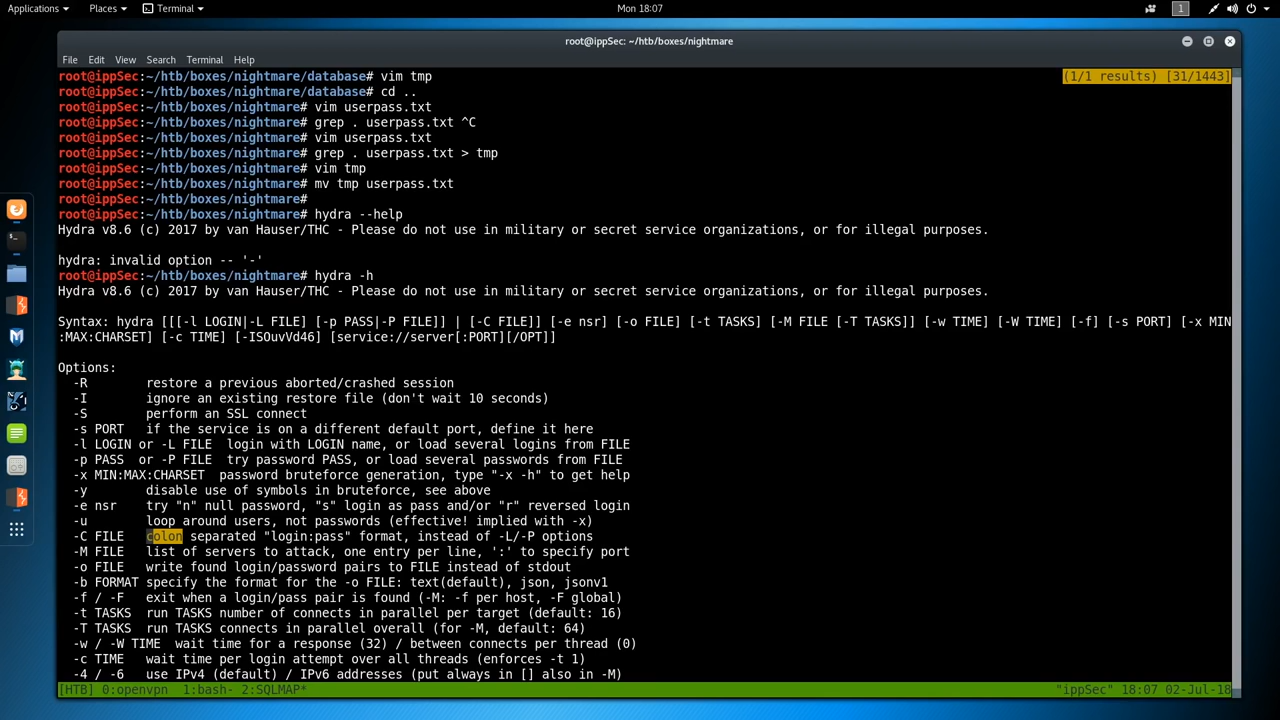 Applications Places Terminal Mon 18:07 1
root@ippSec: ~/htb/boxes/nightmare
File Edit View Search Terminal Help
root@ippSec:~/htb/boxes/nightmare/database# vim tmp (1/1 results) [31/1443]
root@ippSec:~/htb/boxes/nightmare/database# cd ..
root@ippSec:~/htb/boxes/nightmare# vim userpass.txt
root@ippSec:~/htb/boxes/nightmare# grep . userpass.txt ^C
root@ippSec:~/htb/boxes/nightmare# vim userpass.txt
root@ippSec:~/htb/boxes/nightmare# grep . userpass.txt > tmp
root@ippSec:~/htb/boxes/nightmare# vim tmp
root@ippSec:~/htb/boxes/nightmare# mv tmp userpass.txt
root@ippSec:~/htb/boxes/nightmare#
root@ippSec:~/htb/boxes/nightmare# hydra --help
Hydra v8.6 (c) 2017 by van Hauser/THC - Please do not use in military or secret service organizations, or for illegal purposes.
hydra: invalid option -- '-'
root@ippSec:~/htb/boxes/nightmare# hydra -h
Hydra v8.6 (c) 2017 by van Hauser/THC - Please do not use in military or secret service organizations, or for illegal purposes.
Syntax: hydra [[[-l LOGIN|-L FILE] [-p PASS|-P FILE]] | [-C FILE]] [-e nsr] [-o FILE] [-t TASKS] [-M FILE [-T TASKS]] [-w TIME] [-W TIME] [-f] [-s PORT] [-x MIN
:MAX:CHARSET] [-c TIME] [-ISOuvVd46] [service://server[:PORT][/OPT]]
Options:
-R restore a previous aborted/crashed session
-I ignore an existing restore file (don't wait 10 seconds)
-S perform an SSL connect
-s PORT if the service is on a different default port, define it here
-l LOGIN or -L FILE login with LOGIN name, or load several logins from FILE
-p PASS or -P FILE try password PASS, or load several passwords from FILE
-x MIN:MAX:CHARSET password bruteforce generation, type "-x -h" to get help
-y disable use of symbols in bruteforce, see above
-e nsr try "n" null password, "s" login as pass and/or "r" reversed login
-u loop around users, not passwords (effective! implied with -x)
-C FILE colon separated "login:pass" format, instead of -L/-P options
-M FILE list of servers to attack, one entry per line, ':' to specify port
-o FILE write found login/password pairs to FILE instead of stdout
-b FORMAT specify the format for the -o FILE: text(default), json, jsonv1
-f / -F exit when a login/pass pair is found (-M: -f per host, -F global)
-t TASKS run TASKS number of connects in parallel per target (default: 16)
-T TASKS run TASKS connects in parallel overall (for -M, default: 64)
-w / -W TIME wait time for a response (32) / between connects per thread (0)
-c TIME wait time per login attempt over all threads (enforces -t 1)
-4 / -6 use IPv4 (default) / IPv6 addresses (put always in [] also in -M)
[HTB] 0:openvpn 1:bash- 2:SQLMAP* "ippSec" 18:07 02-Jul-18